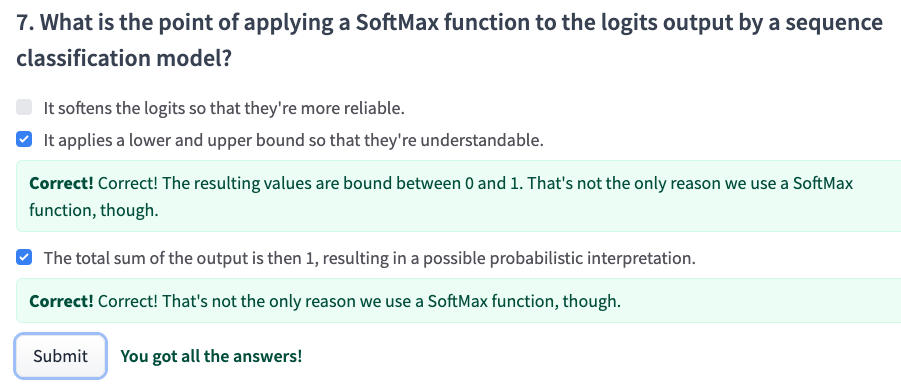 7. What is the point of applying a SoftMax function to the logits output by a sequence
classification model?
It softens the logits so that they're more reliable.
It applies a lower and upper bound so that they're understandable.
Correct! Correct! The resulting values are bound between 0 and 1. That's not the only reason we use a SoftMax
function, though.
The total sum of the output is then 1, resulting in a possible probabilistic interpretation.
Correct! Correct! That's not the only reason we use a SoftMax function, though.
Submit You got all the answers!